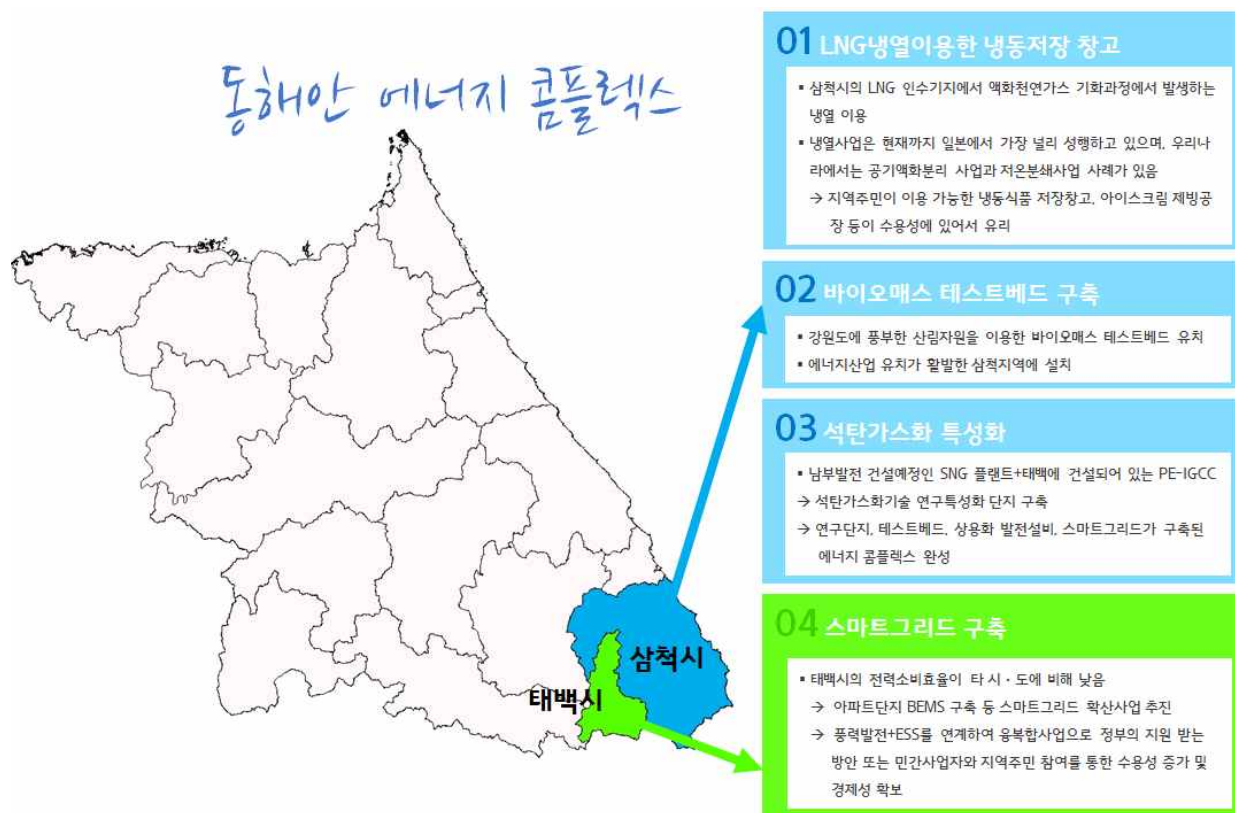 동해안 에너지 콤플렉스
삼척시
태백시
01 LNG냉열이용한 냉동저장 창고
▪ 삼척시의 LNG 인수기지에서 액화천연가스 기화과정에서 발생하는
냉열 이용
▪ 냉열사업은 현재까지 일본에서 가장 널리 성행하고 있으며, 우리나
라에서는 공기액화분리 사업과 저온분쇄사업 사례가 있음
→ 지역주민이 이용 가능한 냉동식품 저장창고, 아이스크림 제빙공
장 등이 수용성에 있어서 유리
02 바이오매스 테스트베드 구축
▪ 강원도에 풍부한 산림자원을 이용한 바이오매스 테스트베드 유치
▪ 에너지산업 유치가 활발한 삼척지역에 설치
03 석탄가스화 특성화
▪ 남부발전 건설예정인 SNG 플랜트+태백에 건설되어 있는 PE-IGCC
→ 석탄가스화기술 연구특성화 단지 구축
→ 연구단지, 테스트베드, 상용화 발전설비, 스마트그리드가 구축된
에너지 콤플렉스 완성
04 스마트그리드 구축
▪ 태백시의 전력소비효율이 타 시·도에 비해 낮음
→ 아파트단지 BEMS 구축 등 스마트그리드 확산사업 추진
→ 풍력발전+ESS를 연계하여 융복합사업으로 정부의 지원 받는
방안 또는 민간사업자와 지역주민 참여를 통한 수용성 증가 및
경제성 확보